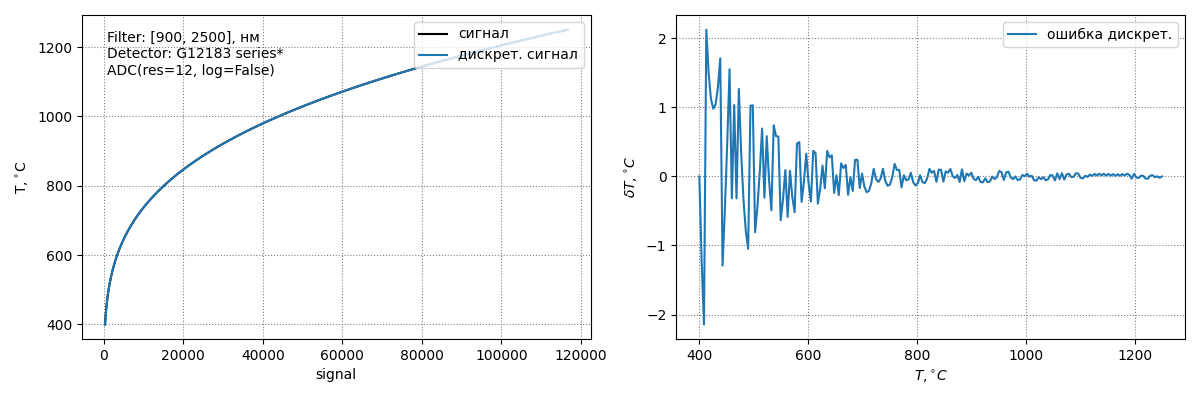 Filter: [900, 2500], нм
Detector: G12183 series*
ADC(res=12, log=False)
сигнал
дискрет. сигнал
T,°C
1200
1000
800
600
400
0 20000 40000 60000 80000 100000 120000
signal
ошибка дискрет.
δT,°C
2
1
0
−1
−2
400 600 800 1000 1200
T,°C